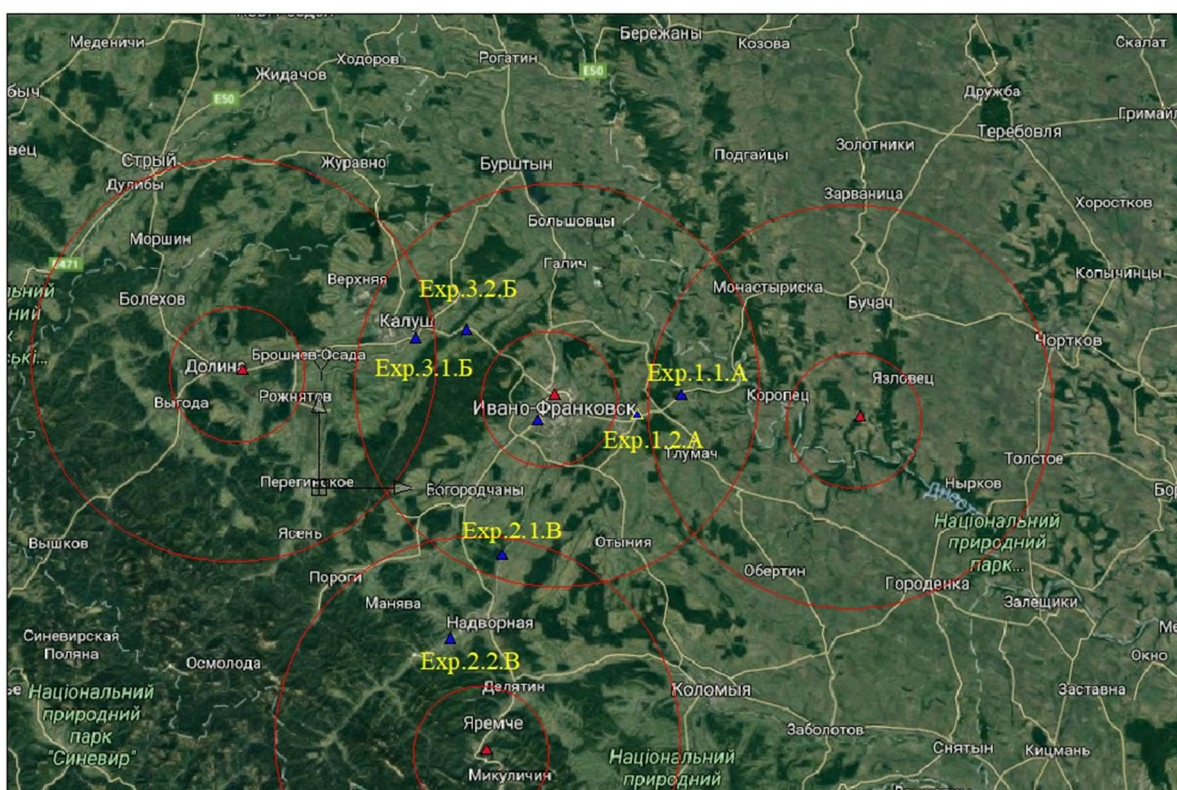 Меденичи
Ходоров
Рогатин
Бережаны
Козова
Скалат
Жидачов
E50
E50
Дружба
Теребовля
Стрый
Дулибы
Журавно
Бурштын
Подгайцы
Золотники
Зарваница
Хоростков
Моршин
Большовцы
E471
Галич
Верхняя
Монастыриска
Копычинцы
Exp.3.2.Б
Болехов
Бучач
Калуш
Чортков
Долина
Брошнев-Осада
Exp.3.1.Б
Exp.1.1.А
Язловец
Выгода
Рожнятов
Ивано-Франковск
Коропец
Exp.1.2.А
Тлумач
Толстое
Перегинское
Богородчаны
Нырков
Ясень
Exp.2.1.В
Національний
природний
парк...
Вышков
Отыния
Пороги
Обертин
Городенка
Манява
Залещики
Надворная
Синевирская
Поляна
Осмолода
Exp.2.2.В
Окно
Національний
природний
парк
"Синевир"
Делятин
Коломыя
Заставна
Яремче
Заболотов
Снятын
Кицмань
Микуличин
Національний
природний